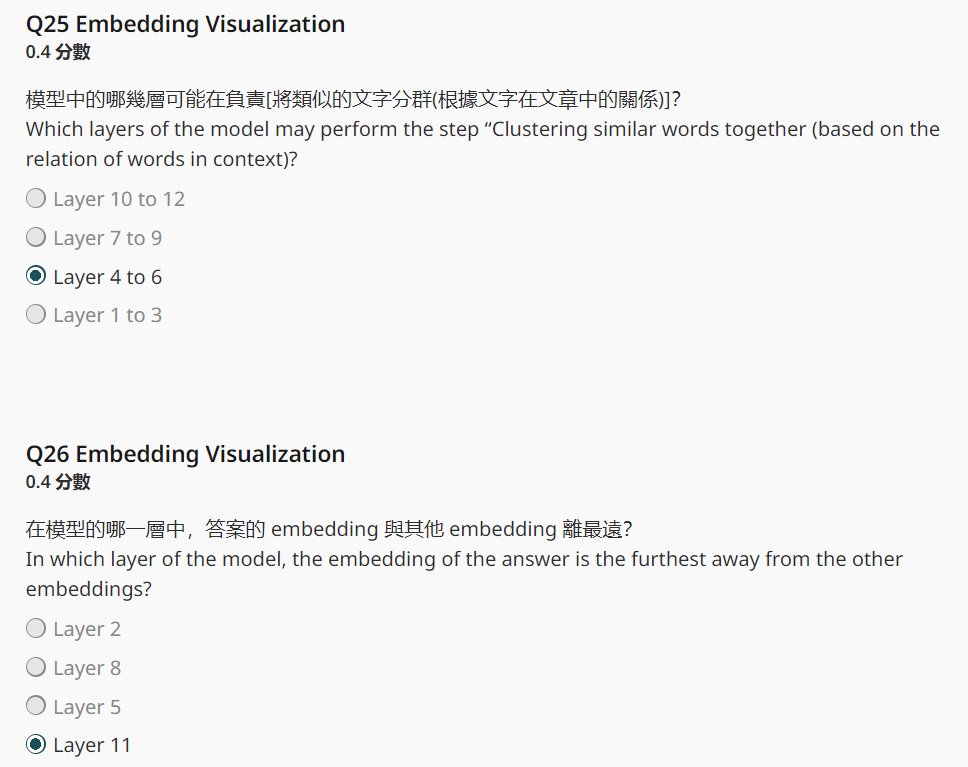 Q25 Embedding Visualization
0.4 分數
模型中的哪幾層可能在負責[將類似的文字分群(根據文字在文章中的關係)]?
Which layers of the model may perform the step “Clustering similar words together (based on the
relation of words in context)?
Layer 10 to 12
Layer 7 to 9
Layer 4 to 6
Layer 1 to 3
Q26 Embedding Visualization
0.4 分數
在模型的哪一層中，答案的 embedding 與其他 embedding 離最遠?
In which layer of the model, the embedding of the answer is the furthest away from the other
embeddings?
Layer 2
Layer 8
Layer 5
Layer 11